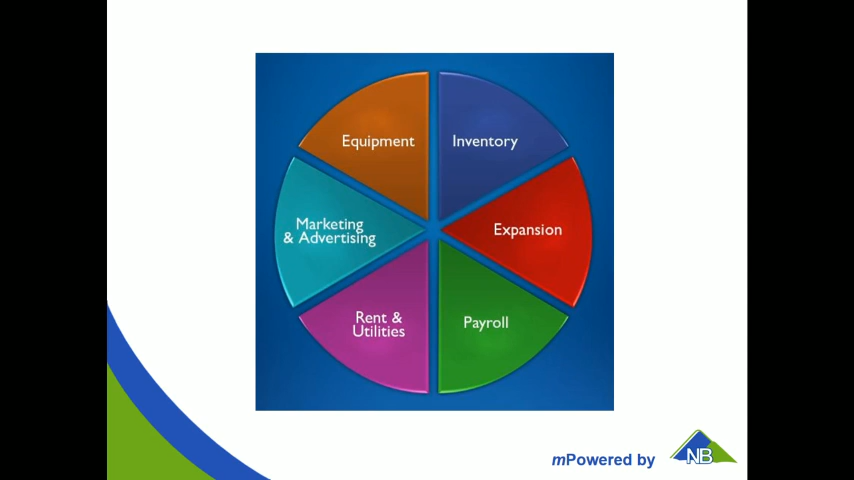 Equipment
Inventory
Marketing
& Advertising
Expansion
Rent &
Utilities
Payroll
mPowered by
NB